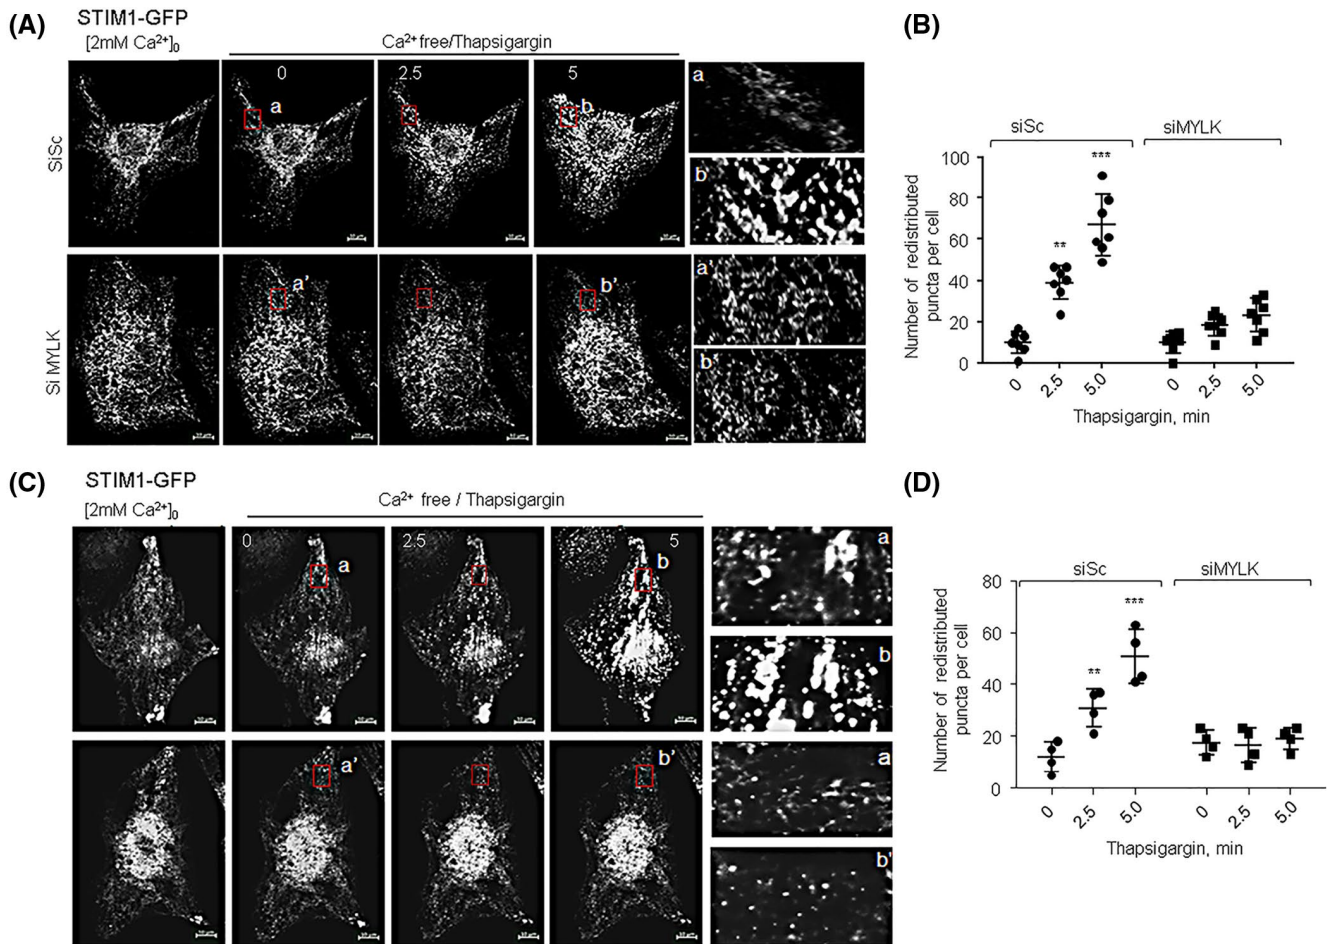 (A)
STIM1-GFP
[2mM Ca²⁺]₀
Ca²⁺ free/Thapsigargin
0
2.5
5
a
b
a
b
SiSc
Si MYLK
a'
b'
a'
b'
(B)
siSc
siMYLK
Number of redistributed
puncta per cell
100
80
60
40
20
0
**
***
0
2.5
5.0
0
2.5
5.0
Thapsigargin, min
(C)
STIM1-GFP
[2mM Ca²⁺]₀
Ca²⁺ free / Thapsigargin
0
2.5
5
a
b
a
b
a'
b'
a
b'
(D)
siSc
siMYLK
Number of redistributed
puncta per cell
80
60
40
20
0
**
***
0
2.5
5.0
0
2.5
5.0
Thapsigargin, min